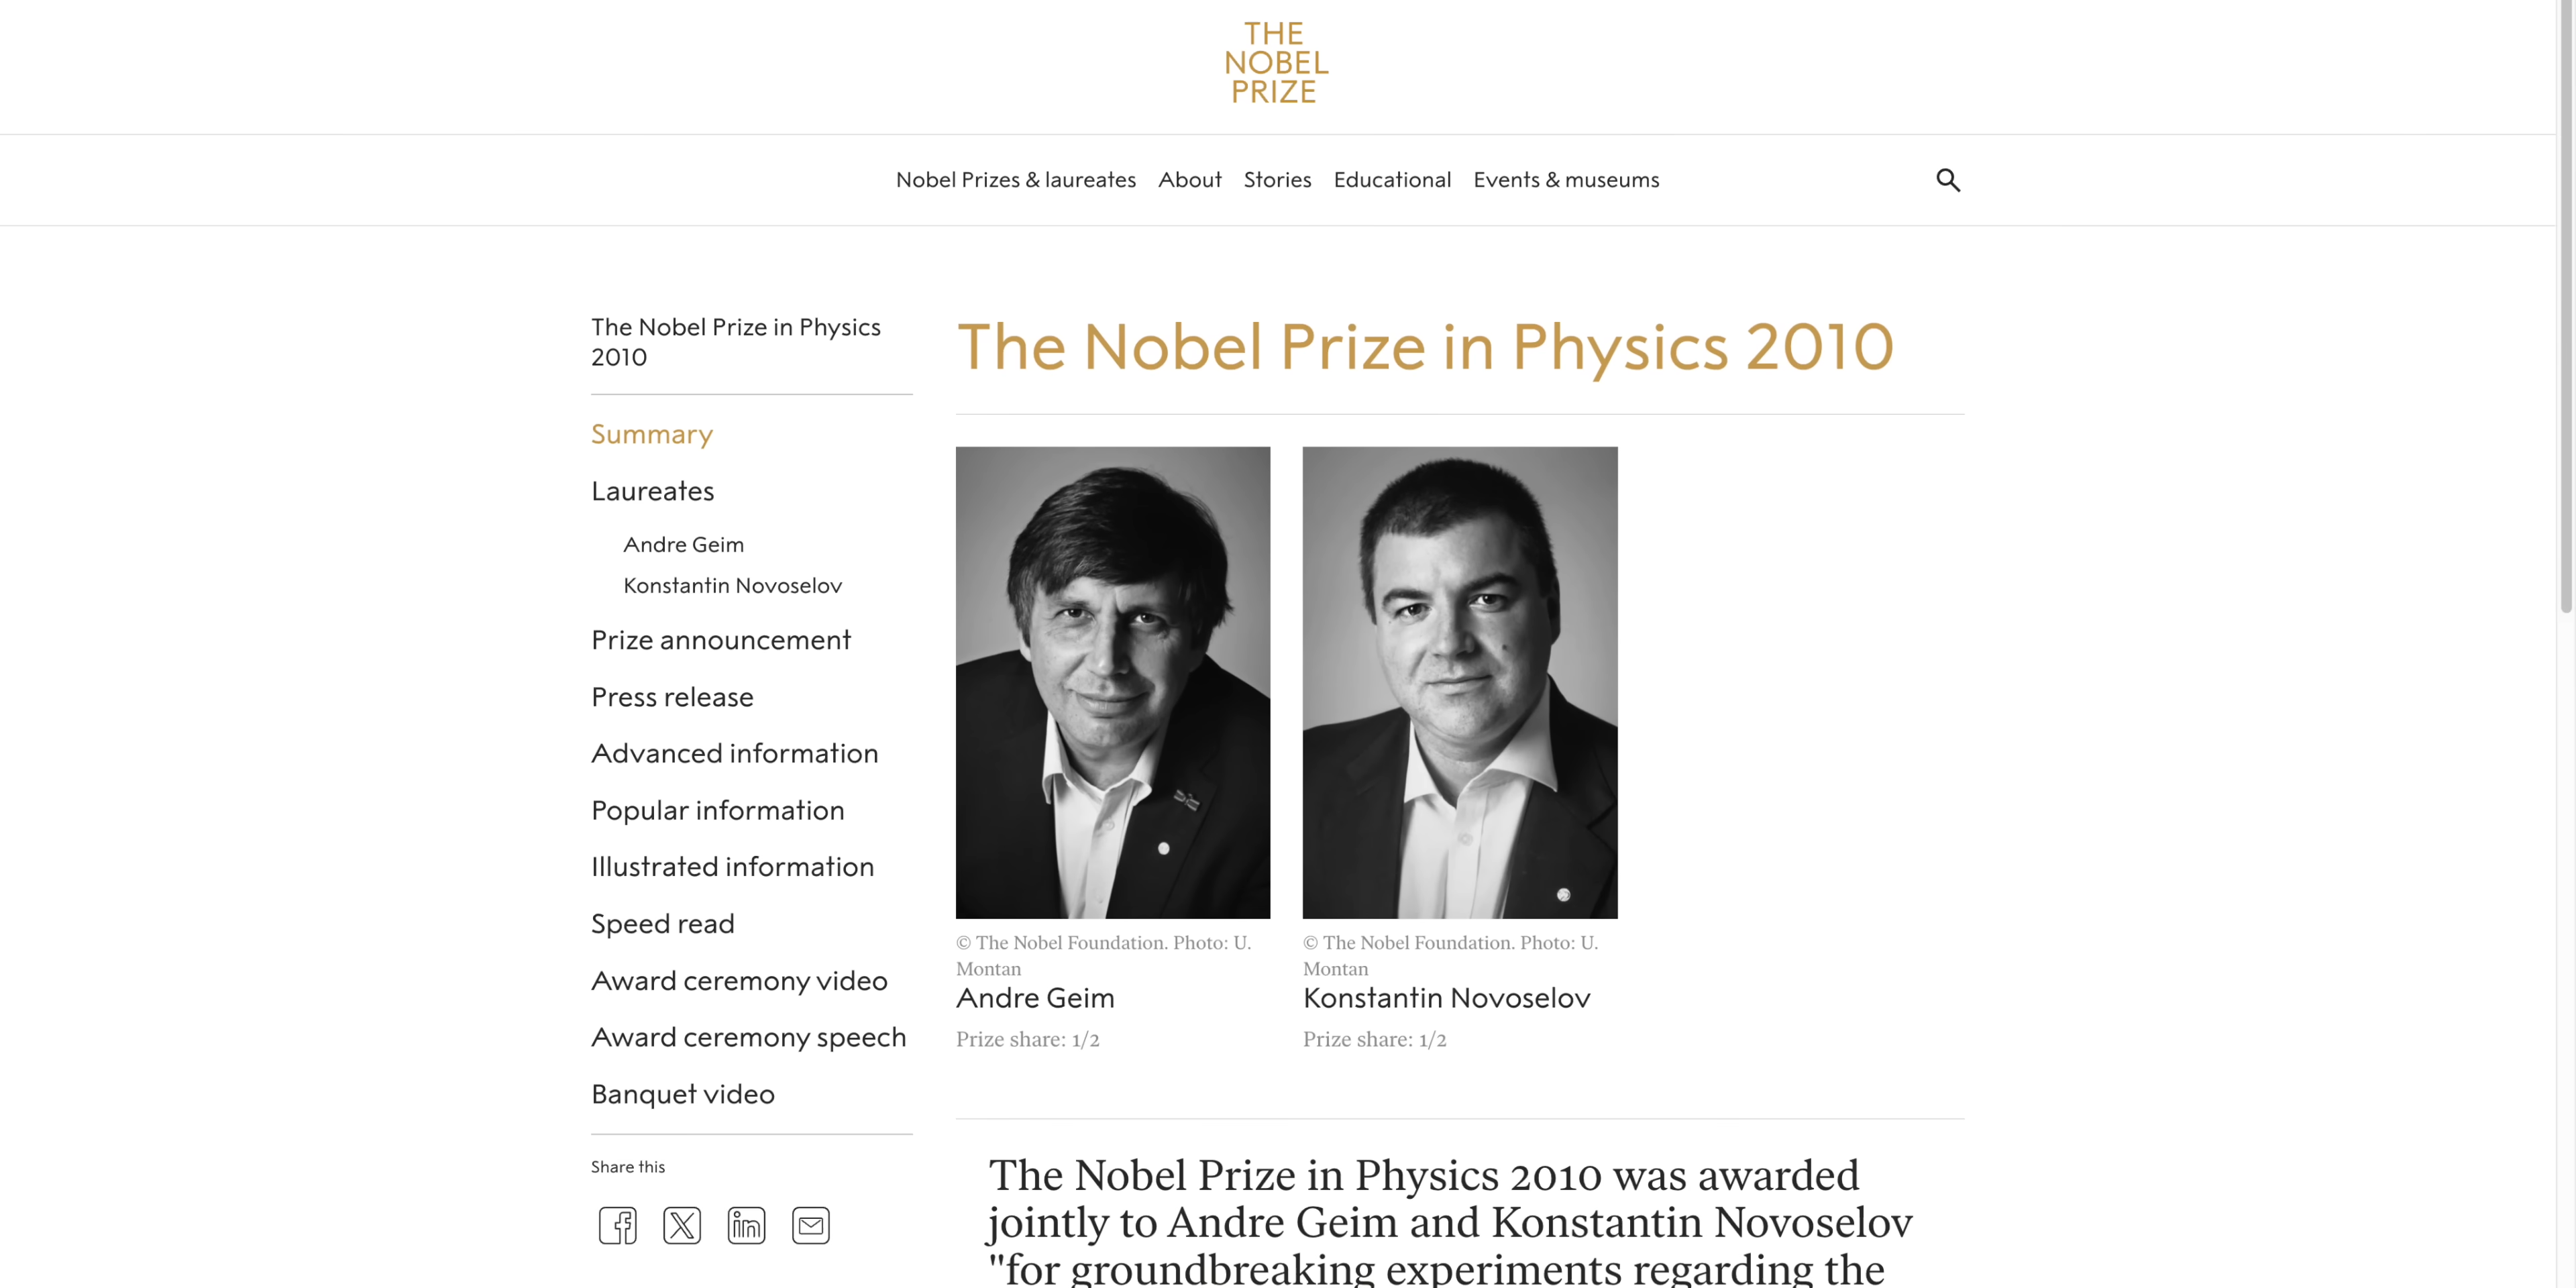 THE
NOBEL
PRIZE
Nobel Prizes & laureates About Stories Educational Events & museums
The Nobel Prize in Physics
2010
Summary
Laureates
Andre Geim
Konstantin Novoselov
Prize announcement
Press release
Advanced information
Popular information
Illustrated information
Speed read
Award ceremony video
Award ceremony speech
Banquet video
Share this
The Nobel Prize in Physics 2010
© The Nobel Foundation. Photo: U.
Montan
Andre Geim
Prize share: 1/2
© The Nobel Foundation. Photo: U.
Montan
Konstantin Novoselov
Prize share: 1/2
The Nobel Prize in Physics 2010 was awarded
jointly to Andre Geim and Konstantin Novoselov
"for groundbreaking experiments regarding the